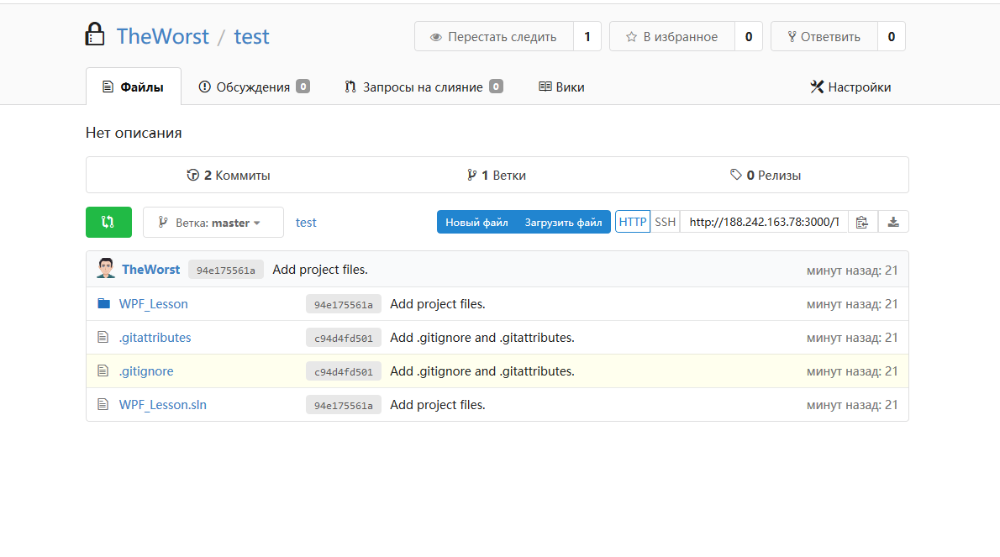 TheWorst / test
Перестать следить 1 В избранное 0 Ответить 0
Файлы Обсуждения 0 Запросы на слияние 0 Вики Настройки
Нет описания
2 Коммиты 1 Ветки 0 Релизы
Ветка: master test Новый файл Загрузить файл HTTP SSH http://188.242.163.78:3000/T
TheWorst 94e175561a Add project files. минут назад: 21
WPF_Lesson 94e175561a Add project files. минут назад: 21
.gitattributes c94d4fd501 Add .gitignore and .gitattributes. минут назад: 21
.gitignore c94d4fd501 Add .gitignore and .gitattributes. минут назад: 21
WPF_Lesson.sln 94e175561a Add project files. минут назад: 21